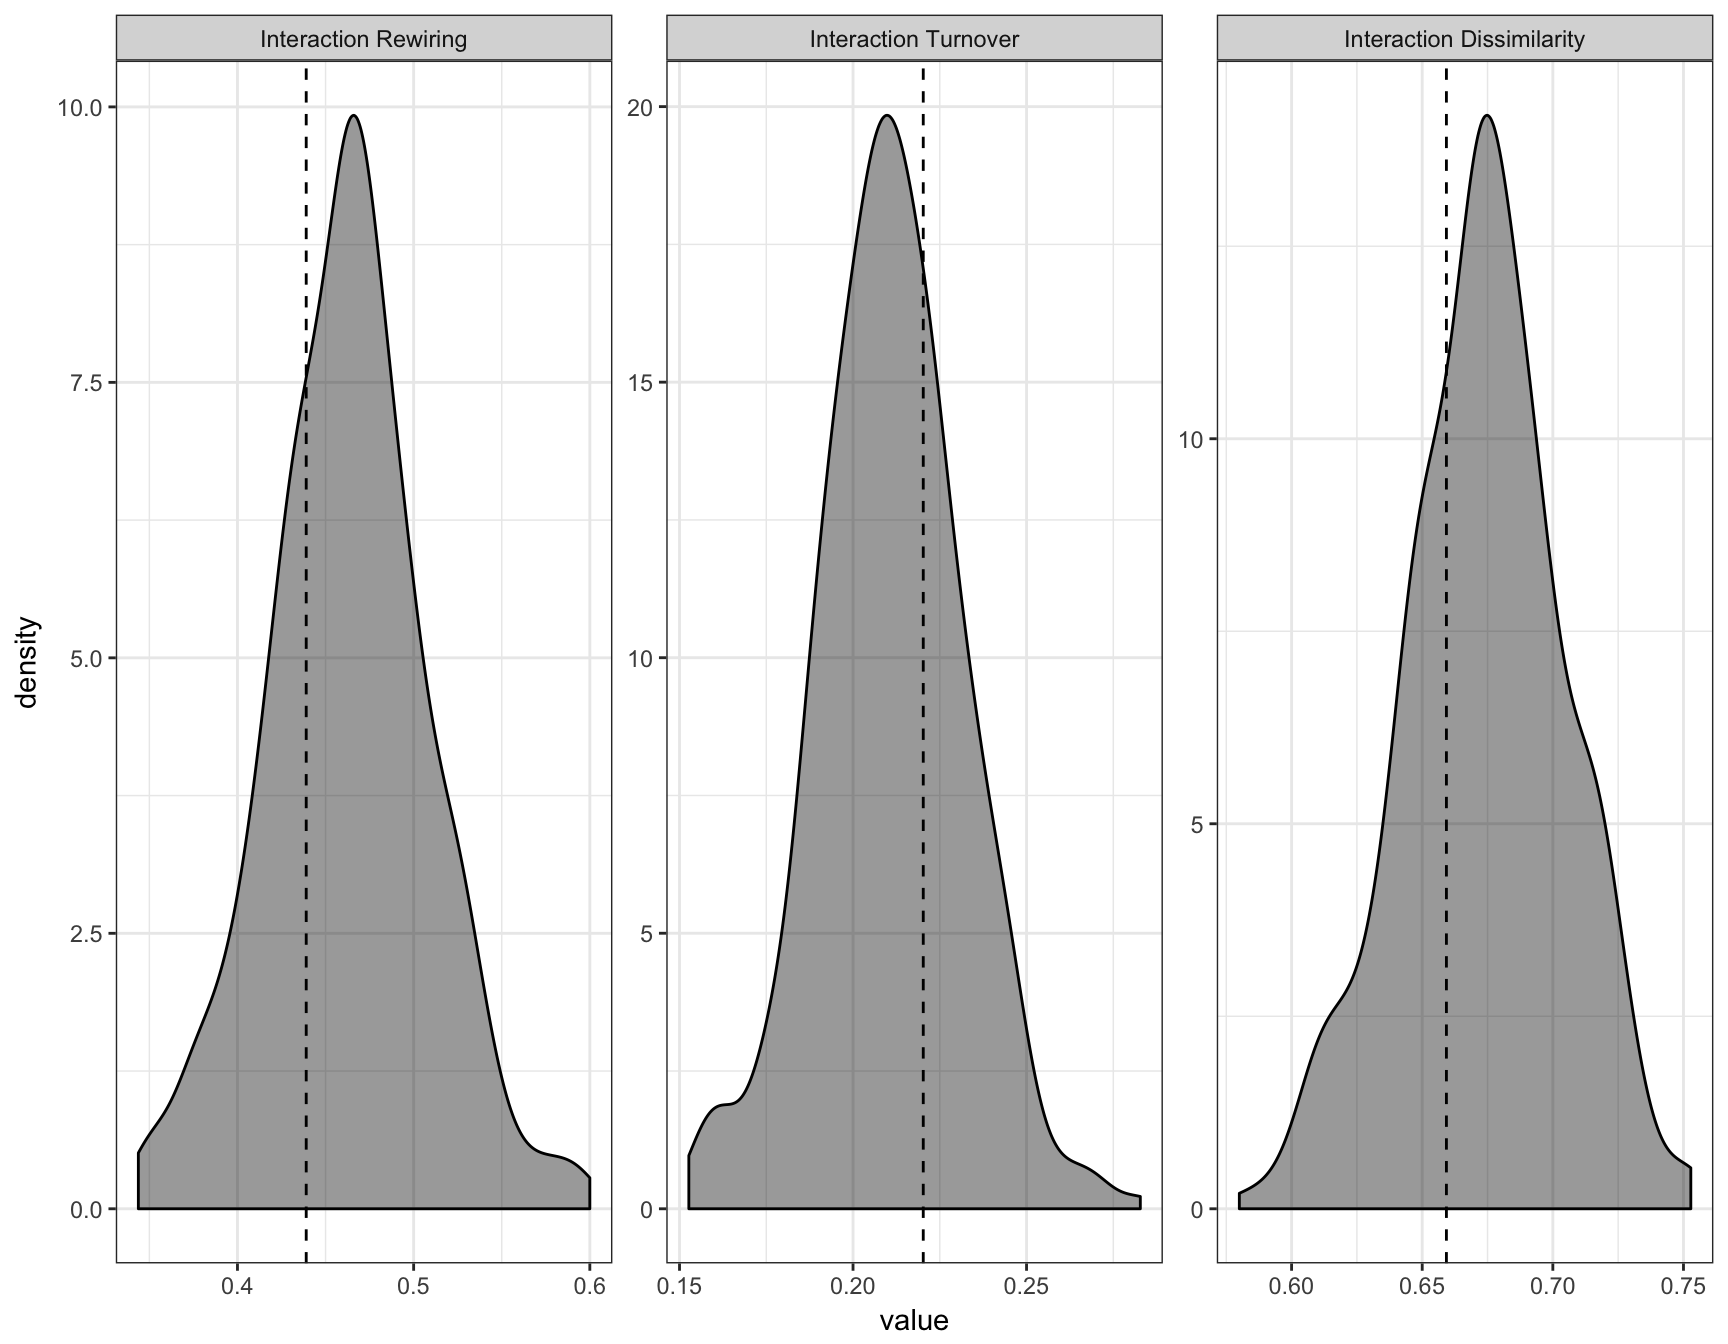 Interaction Rewiring
Interaction Turnover
Interaction Dissimilarity
density
10.0
7.5
5.0
2.5
0.0
20
15
10
5
0
10
5
0
0.4 0.5 0.6
0.15 0.20 0.25
0.60 0.65 0.70 0.75
value